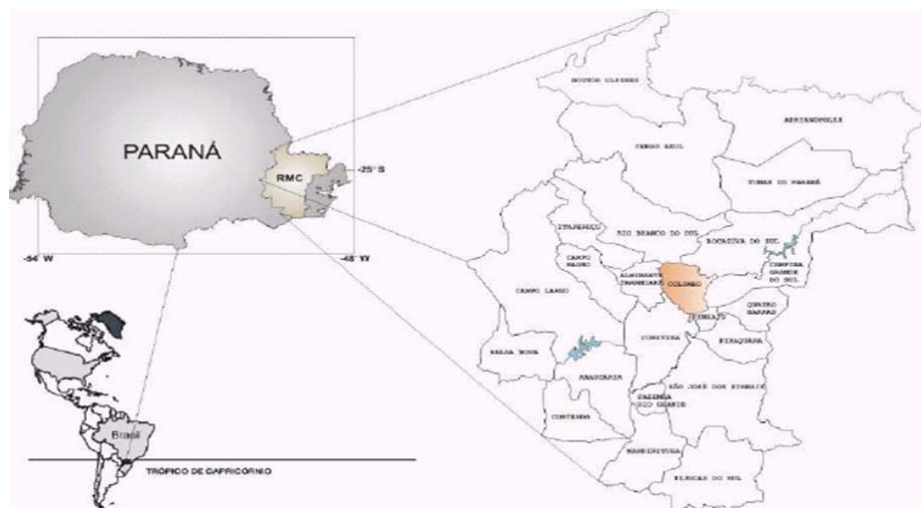 PARANÁ
RMC
-25° S
-54° W
-48° W
Brasil
TRÓPICO DE CAPRICÓRNIO
DOUTOR ULYSSES
CERRO AZUL
ADRIANÓPOLIS
TUNAS DO PARANÁ
ITAPERUÇU
RIO BRANCO DO SUL
BOCAIUVA DO SUL
CAMPO
MAGRO
CAMPINA
GRANDE
DO SUL
ALMIRANTE
TAMANDARÉ
COLOMBO
CAMPO LARGO
QUATRO
BARRAS
PINHAIS
CURITIBA
PIRAQUARA
BALSA NOVA
ARAUCARIA
SÃO JOSÉ DOS PINHAIS
FAZENDA
RIO GRANDE
CONTENDA
MANDIRITUBA
TIJUCAS DO SUL